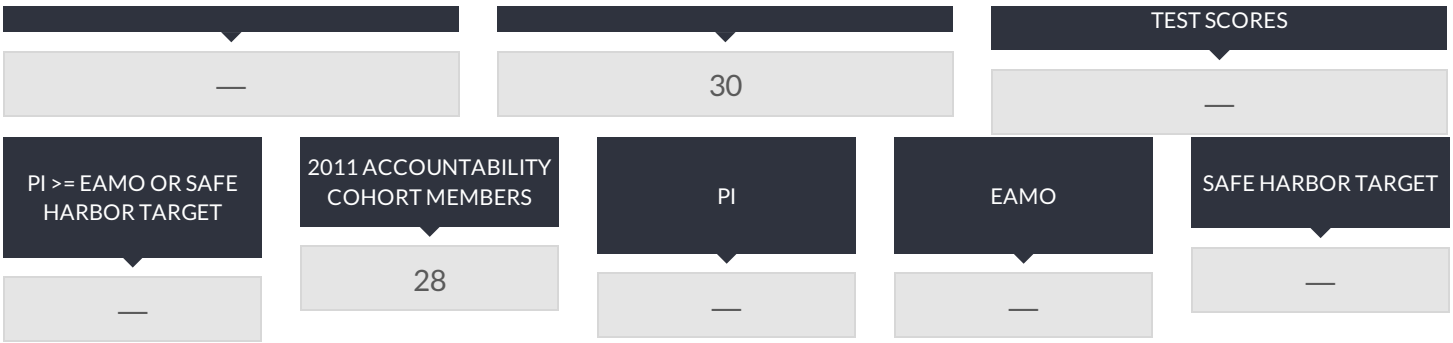 TEST SCORES
—
30
—
PI >= EAMO OR SAFE
HARBOR TARGET
2011 ACCOUNTABILITY
COHORT MEMBERS
PI
EAMO
SAFE HARBOR TARGET
—
28
—
—
—